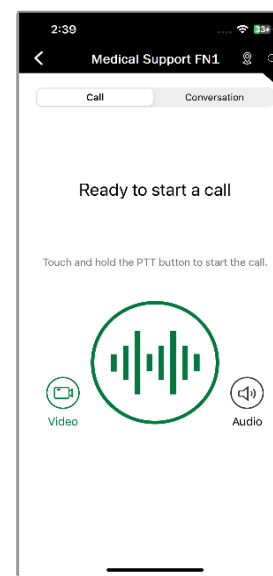 2:39
33
Medical Support FN1
Call
Conversation
Ready to start a call
Touch and hold the PTT button to start the call.
Video
Audio